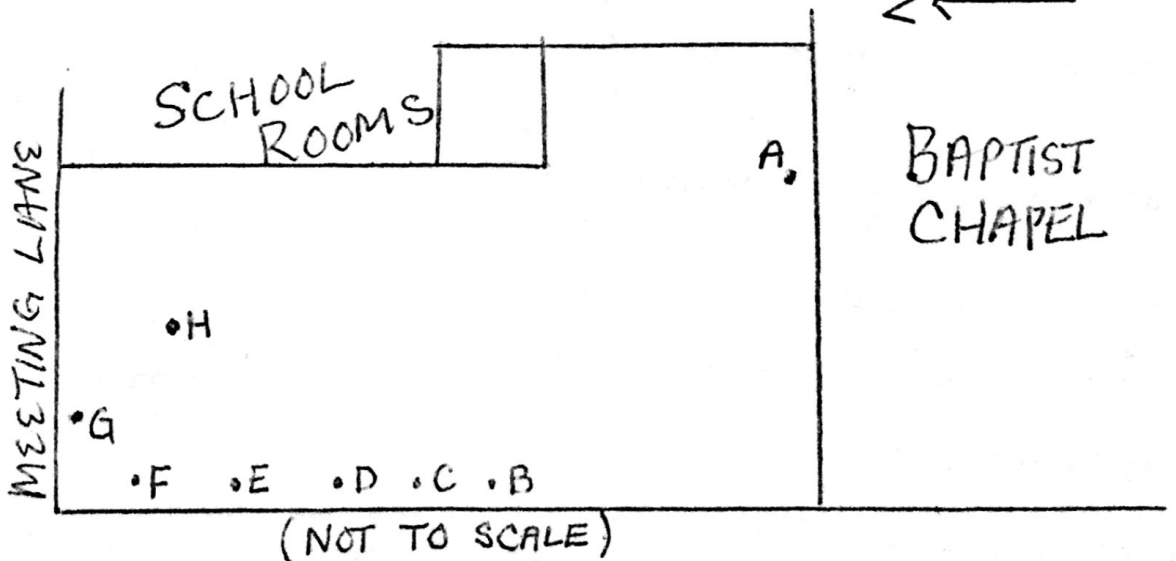 SCHOOL
ROOMS
A
BAPTIST
CHAPEL
MEETING LANE
H
G
F E D C B
(NOT TO SCALE)